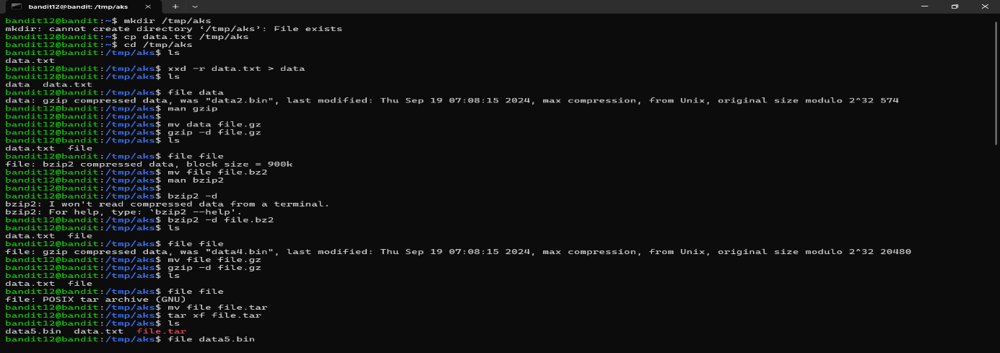 bandit12@bandit: /tmp/aks
bandit12@bandit:~$ mkdir /tmp/aks
mkdir: cannot create directory ‘/tmp/aks’: File exists
bandit12@bandit:~$ cp data.txt /tmp/aks
bandit12@bandit:~$ cd /tmp/aks
bandit12@bandit:/tmp/aks$ ls
data.txt
bandit12@bandit:/tmp/aks$ xxd -r data.txt > data
bandit12@bandit:/tmp/aks$ ls
data  data.txt
bandit12@bandit:/tmp/aks$ file data
data: gzip compressed data, was "data2.bin", last modified: Thu Sep 19 07:08:15 2024, max compression, from Unix, original size modulo 2^32 574
bandit12@bandit:/tmp/aks$ man gzip
bandit12@bandit:/tmp/aks$
bandit12@bandit:/tmp/aks$ mv data file.gz
bandit12@bandit:/tmp/aks$ gzip -d file.gz
bandit12@bandit:/tmp/aks$ ls
data.txt  file
bandit12@bandit:/tmp/aks$ file file
file: bzip2 compressed data, block size = 900k
bandit12@bandit:/tmp/aks$ mv file file.bz2
bandit12@bandit:/tmp/aks$ man bzip2
bandit12@bandit:/tmp/aks$
bandit12@bandit:/tmp/aks$ bzip2 -d
bzip2: I won't read compressed data from a terminal.
bzip2: For help, type: `bzip2 --help'.
bandit12@bandit:/tmp/aks$ bzip2 -d file.bz2
bandit12@bandit:/tmp/aks$ ls
data.txt  file
bandit12@bandit:/tmp/aks$ file file
file: gzip compressed data, was "data4.bin", last modified: Thu Sep 19 07:08:15 2024, max compression, from Unix, original size modulo 2^32 20480
bandit12@bandit:/tmp/aks$ mv file file.gz
bandit12@bandit:/tmp/aks$ gzip -d file.gz
bandit12@bandit:/tmp/aks$ ls
data.txt  file
bandit12@bandit:/tmp/aks$ file file
file: POSIX tar archive (GNU)
bandit12@bandit:/tmp/aks$ mv file file.tar
bandit12@bandit:/tmp/aks$ tar xf file.tar
bandit12@bandit:/tmp/aks$ ls
data5.bin  data.txt  file.tar
bandit12@bandit:/tmp/aks$ file data5.bin